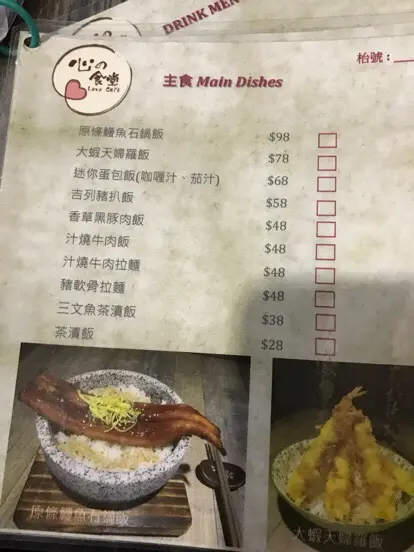 DRINK MEN
心の食堂
Love Café
枱號：
主食 Main Dishes
原條鰻魚石鍋飯 $98
大蝦天婦羅飯 $78
迷你蛋包飯(咖喱汁、茄汁) $68
吉列豬扒飯 $58
香草黑豚肉飯 $48
汁燒牛肉飯 $48
汁燒牛肉拉麵 $48
豬軟骨拉麵 $48
三文魚茶漬飯 $38
茶漬飯 $28
原條鰻魚石鍋飯
大蝦天婦羅飯